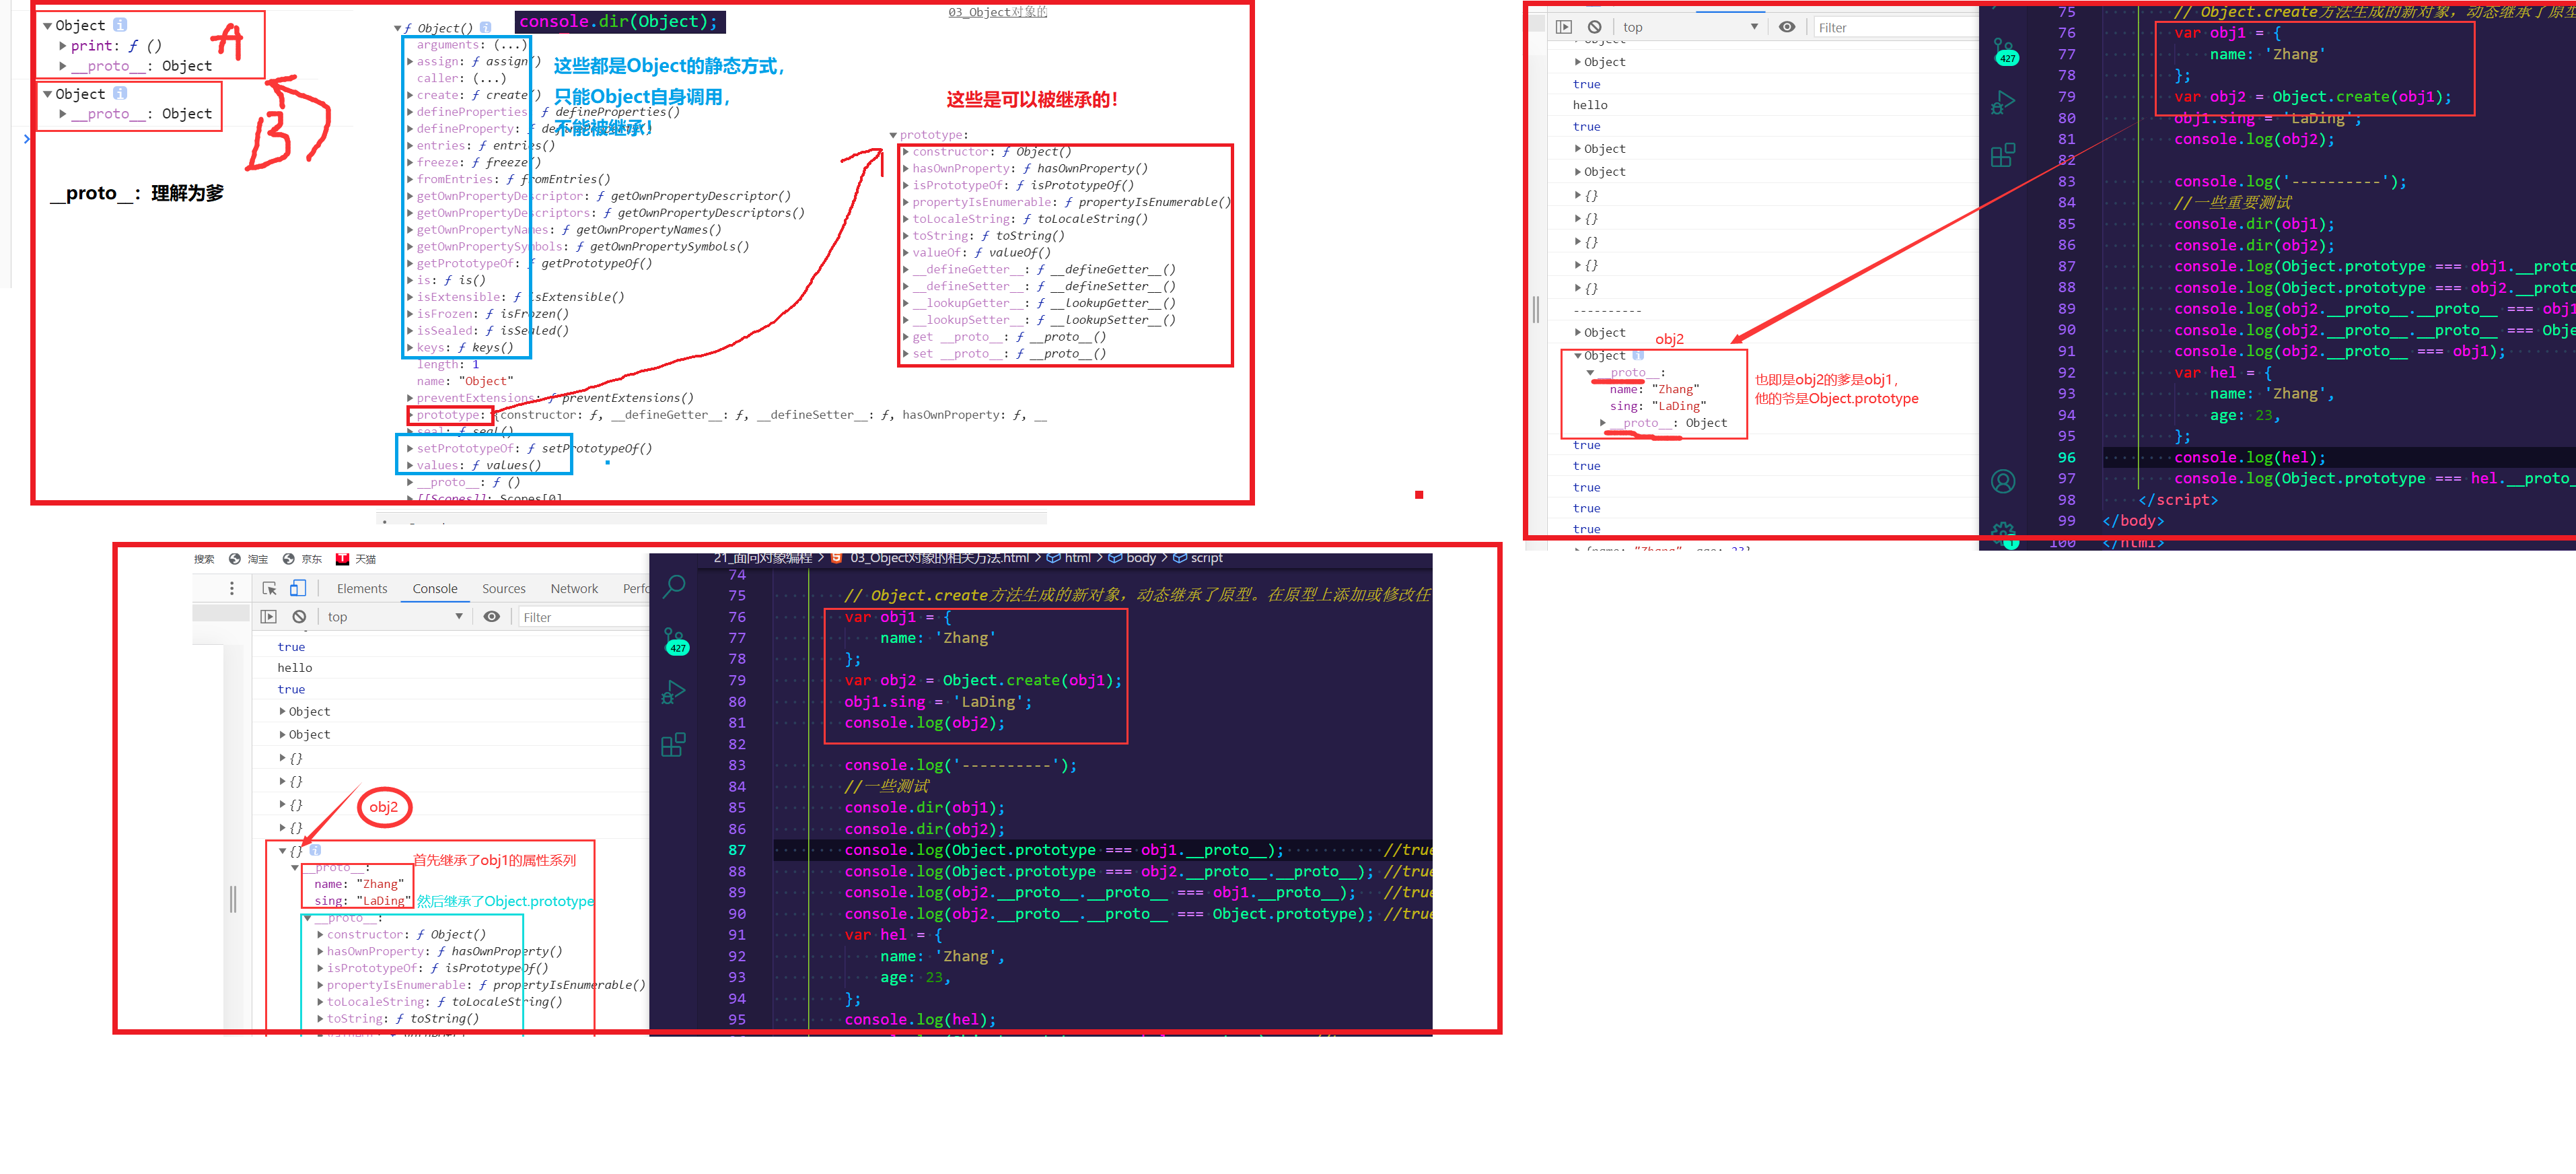 Object
print: ƒ ()
__proto__: Object
A
Object
__proto__: Object
B
__proto__：理解为爹
console.dir(Object);
03_Object对象的
ƒ Object()
arguments: (...)
assign: ƒ assign()
caller: (...)
create: ƒ create()
defineProperties: ƒ defineProperties()
defineProperty: ƒ
entries: ƒ entries()
freeze: ƒ freeze()
fromEntries: ƒ fromEntries()
getOwnPropertyDescriptor: ƒ getOwnPropertyDescriptor()
getOwnPropertyDescriptors: ƒ getOwnPropertyDescriptors()
getOwnPropertyNames: ƒ getOwnPropertyNames()
getOwnPropertySymbols: ƒ getOwnPropertySymbols()
getPrototypeOf: ƒ getPrototypeOf()
is: ƒ is()
isExtensible: ƒ isExtensible()
isFrozen: ƒ isFrozen()
isSealed: ƒ isSealed()
keys: ƒ keys()
length: 1
name: "Object"
preventExtensions: ƒ preventExtensions()
prototype: {constructor: ƒ, __defineGetter__: ƒ, __defineSetter__: ƒ, hasOwnProperty: ƒ, __
seal: ƒ seal()
setPrototypeOf: ƒ setPrototypeOf()
values: ƒ values()
__proto__: ƒ ()
[[Scopes]]: Scopes[0]
这些都是Object的静态方式，
只能Object自身调用，
不能被继承！
这些是可以被继承的！
prototype:
constructor: ƒ Object()
hasOwnProperty: ƒ hasOwnProperty()
isPrototypeOf: ƒ isPrototypeOf()
propertyIsEnumerable: ƒ propertyIsEnumerable()
toLocaleString: ƒ toLocaleString()
toString: ƒ toString()
valueOf: ƒ valueOf()
__defineGetter__: ƒ __defineGetter__()
__defineSetter__: ƒ __defineSetter__()
__lookupGetter__: ƒ __lookupGetter__()
__lookupSetter__: ƒ __lookupSetter__()
get __proto__: ƒ __proto__()
set __proto__: ƒ __proto__()
top
Filter
Object
true
hello
true
Object
Object
{}
{}
{}
{}
{}
----------
Object
obj2
Object
__proto__:
name: "Zhang"
sing: "LaDing"
__proto__: Object
也即是obj2的爹是obj1，
他的爷是Object.prototype
true
true
true
true
true
427
1
75 // Object.create方法生成的新对象，动态继承了原型
76 var obj1 = {
77 name: 'Zhang'
78 };
79 var obj2 = Object.create(obj1);
80 obj1.sing = 'LaDing';
81 console.log(obj2);
82
83 console.log('----------');
84 //一些重要测试
85 console.dir(obj1);
86 console.dir(obj2);
87 console.log(Object.prototype === obj1.__proto
88 console.log(Object.prototype === obj2.__proto
89 console.log(obj2.__proto__.__proto__ === obj1
90 console.log(obj2.__proto__.__proto__ === Obje
91 console.log(obj2.__proto__ === obj1);
92 var hel = {
93 name: 'Zhang',
94 age: 23,
95 };
96 console.log(hel);
97 console.log(Object.prototype === hel.__proto_
98 </script>
99 </body>
100 </html>
搜索 淘宝 京东 天猫
Elements Console Sources Network Perfo
top
Filter
true
hello
true
Object
Object
{}
{}
{}
{}
obj2
{}
首先继承了obj1的属性系列
__proto__:
name: "Zhang"
sing: "LaDing"
然后继承了Object.prototype
__proto__:
constructor: ƒ Object()
hasOwnProperty: ƒ hasOwnProperty()
isPrototypeOf: ƒ isPrototypeOf()
propertyIsEnumerable: ƒ propertyIsEnumerable()
toLocaleString: ƒ toLocaleString()
toString: ƒ toString()
21_面向对象编程 > 03_Object对象的相关方法.html > html > body > script
427
74
75 // Object.create方法生成的新对象，动态继承了原型。在原型上添加或修改任
76 var obj1 = {
77 name: 'Zhang'
78 };
79 var obj2 = Object.create(obj1);
80 obj1.sing = 'LaDing';
81 console.log(obj2);
82
83 console.log('----------');
84 //一些测试
85 console.dir(obj1);
86 console.dir(obj2);
87 console.log(Object.prototype === obj1.__proto__); //true
88 console.log(Object.prototype === obj2.__proto__.__proto__); //true
89 console.log(obj2.__proto__.__proto__ === obj1.__proto__); //true
90 console.log(obj2.__proto__.__proto__ === Object.prototype); //true
91 var hel = {
92 name: 'Zhang',
93 age: 23,
94 };
95 console.log(hel);